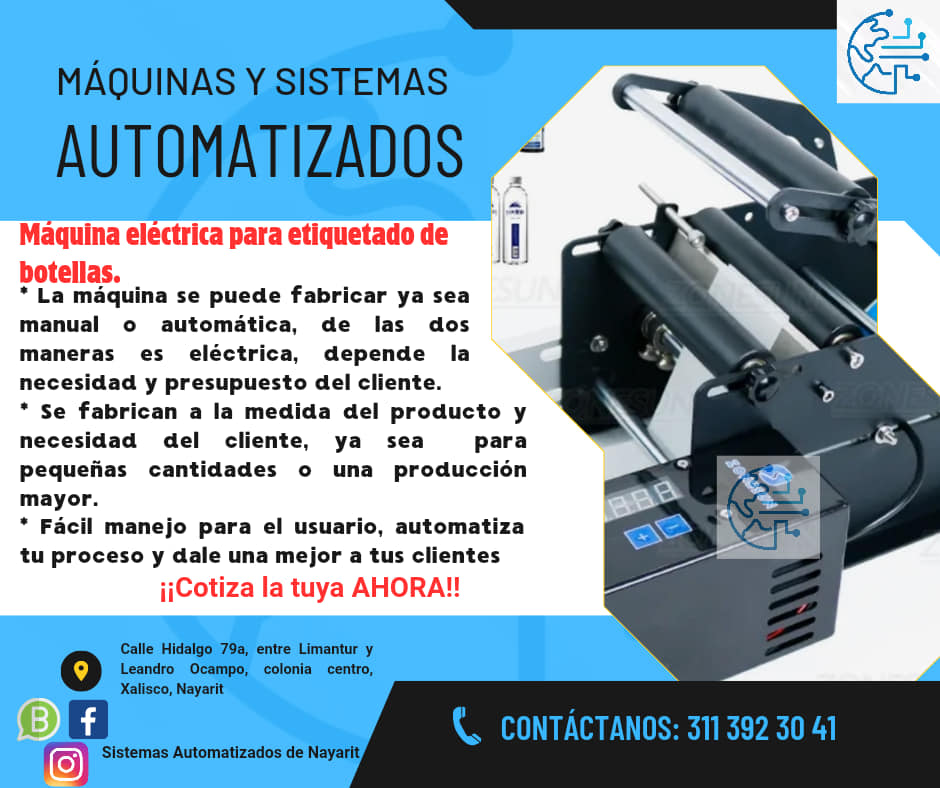 MÁQUINAS Y SISTEMAS
AUTOMATIZADOS
Máquina eléctrica para etiquetado de
botellas.
* La máquina se puede fabricar ya sea
manual o automática, de las dos
maneras es eléctrica, depende la
necesidad y presupuesto del cliente.
* Se fabrican a la medida del producto y
necesidad del cliente, ya sea para
pequeñas cantidades o una producción
mayor.
* Fácil manejo para el usuario, automatiza
tu proceso y dale una mejor a tus clientes
¡¡Cotiza la tuya AHORA!!
ZONESUN
Calle Hidalgo 79a, entre Limantur y
Leandro Ocampo, colonia centro,
Xalisco, Nayarit
Sistemas Automatizados de Nayarit
CONTÁCTANOS: 311 392 30 41